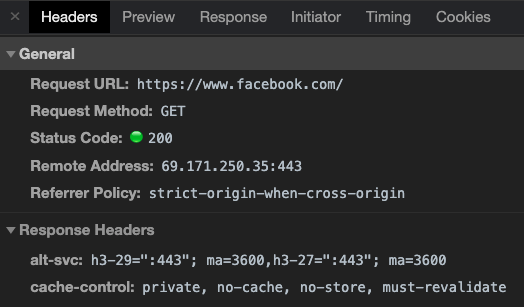 × Headers Preview Response Initiator Timing Cookies
General
Request URL: https://www.facebook.com/
Request Method: GET
Status Code: 200
Remote Address: 69.171.250.35:443
Referrer Policy: strict-origin-when-cross-origin
Response Headers
alt-svc: h3-29=":443"; ma=3600,h3-27=":443"; ma=3600
cache-control: private, no-cache, no-store, must-revalidate